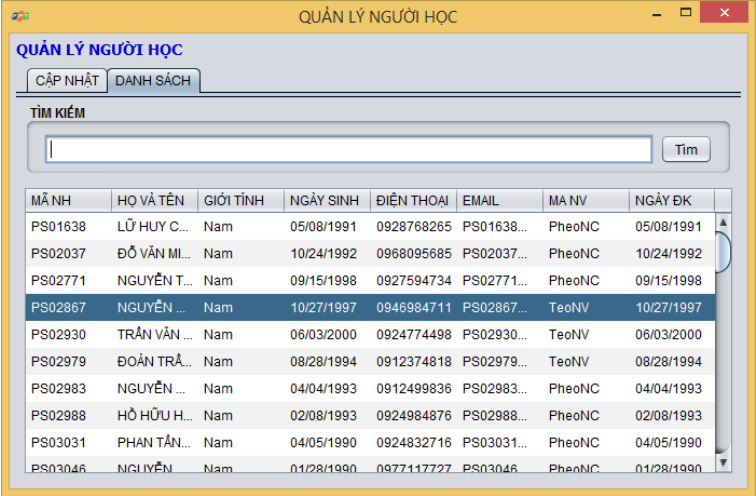 QUẢN LÝ NGƯỜI HỌC
QUẢN LÝ NGƯỜI HỌC
CẬP NHẬT DANH SÁCH
TÌM KIẾM
Tìm
MÃ NH HỌ VÀ TÊN GIỚI TÍNH NGÀY SINH ĐIỆN THOẠI EMAIL MA NV NGÀY ĐK
PS01638 LỮ HUY C... Nam 05/08/1991 0928768265 PS01638... PheoNC 05/08/1991
PS02037 ĐỖ VĂN MI... Nam 10/24/1992 0968095685 PS02037... PheoNC 10/24/1992
PS02771 NGUYỄN T... Nam 09/15/1998 0927594734 PS02771... PheoNC 09/15/1998
PS02867 NGUYỄN ... Nam 10/27/1997 0946984711 PS02867... TeoNV 10/27/1997
PS02930 TRẦN VĂN ... Nam 06/03/2000 0924774498 PS02930... TeoNV 06/03/2000
PS02979 ĐOÀN TRẦ... Nam 08/28/1994 0912374818 PS02979... TeoNV 08/28/1994
PS02983 NGUYỄN ... Nam 04/04/1993 0912499836 PS02983... PheoNC 04/04/1993
PS02988 HỒ HỮU H... Nam 02/08/1993 0924984876 PS02988... PheoNC 02/08/1993
PS03031 PHAN TẤN... Nam 04/05/1990 0924832716 PS03031... PheoNC 04/05/1990
PS03046 NGUYỄN ... Nam 01/28/1990 0977117727 PS03046... PheoNC 01/28/1990